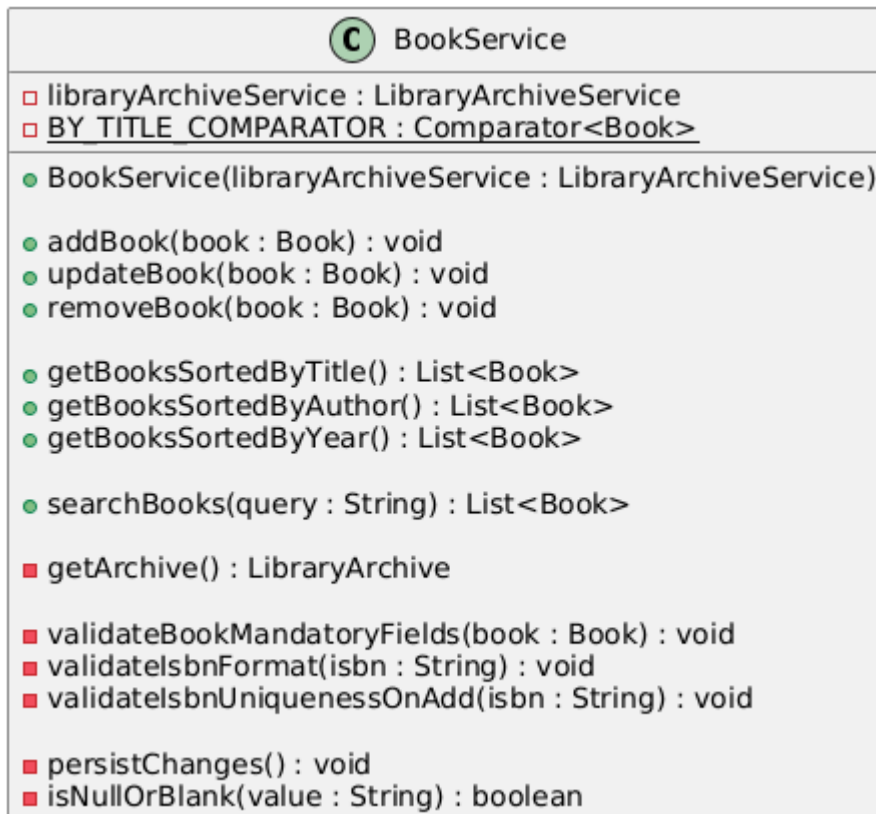 C BookService
libraryArchiveService : LibraryArchiveService
BY_TITLE_COMPARATOR : Comparator<Book>
BookService(libraryArchiveService : LibraryArchiveService)
addBook(book : Book) : void
updateBook(book : Book) : void
removeBook(book : Book) : void
getBooksSortedByTitle() : List<Book>
getBooksSortedByAuthor() : List<Book>
getBooksSortedByYear() : List<Book>
searchBooks(query : String) : List<Book>
getArchive() : LibraryArchive
validateBookMandatoryFields(book : Book) : void
validateIsbnFormat(isbn : String) : void
validateIsbnUniquenessOnAdd(isbn : String) : void
persistChanges() : void
isNullOrBlank(value : String) : boolean